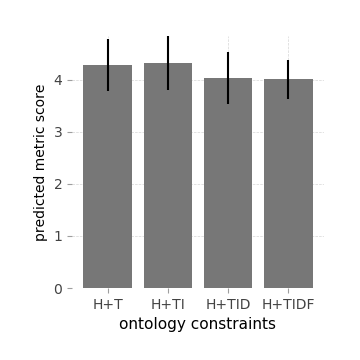 predicted metric score
4
3
2
1
0
H+T H+TI H+TID H+TIDF
ontology constraints